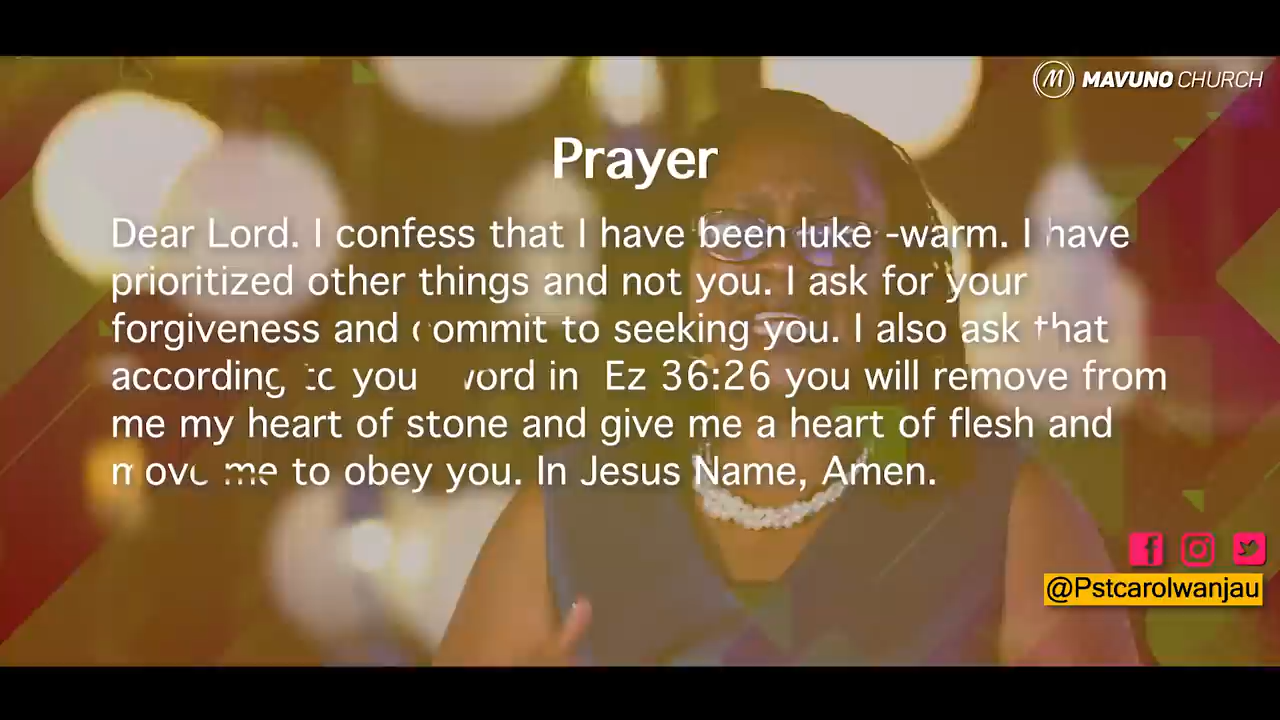 MAVUNO CHURCH
Prayer
Dear Lord. I confess that I have been luke -warm. I have
prioritized other things and not you. I ask for your
forgiveness and commit to seeking you. I also ask that
according to you word in Ez 36:26 you will remove from
me my heart of stone and give me a heart of flesh and
move me to obey you. In Jesus Name, Amen.
@Pstcarolwanjau